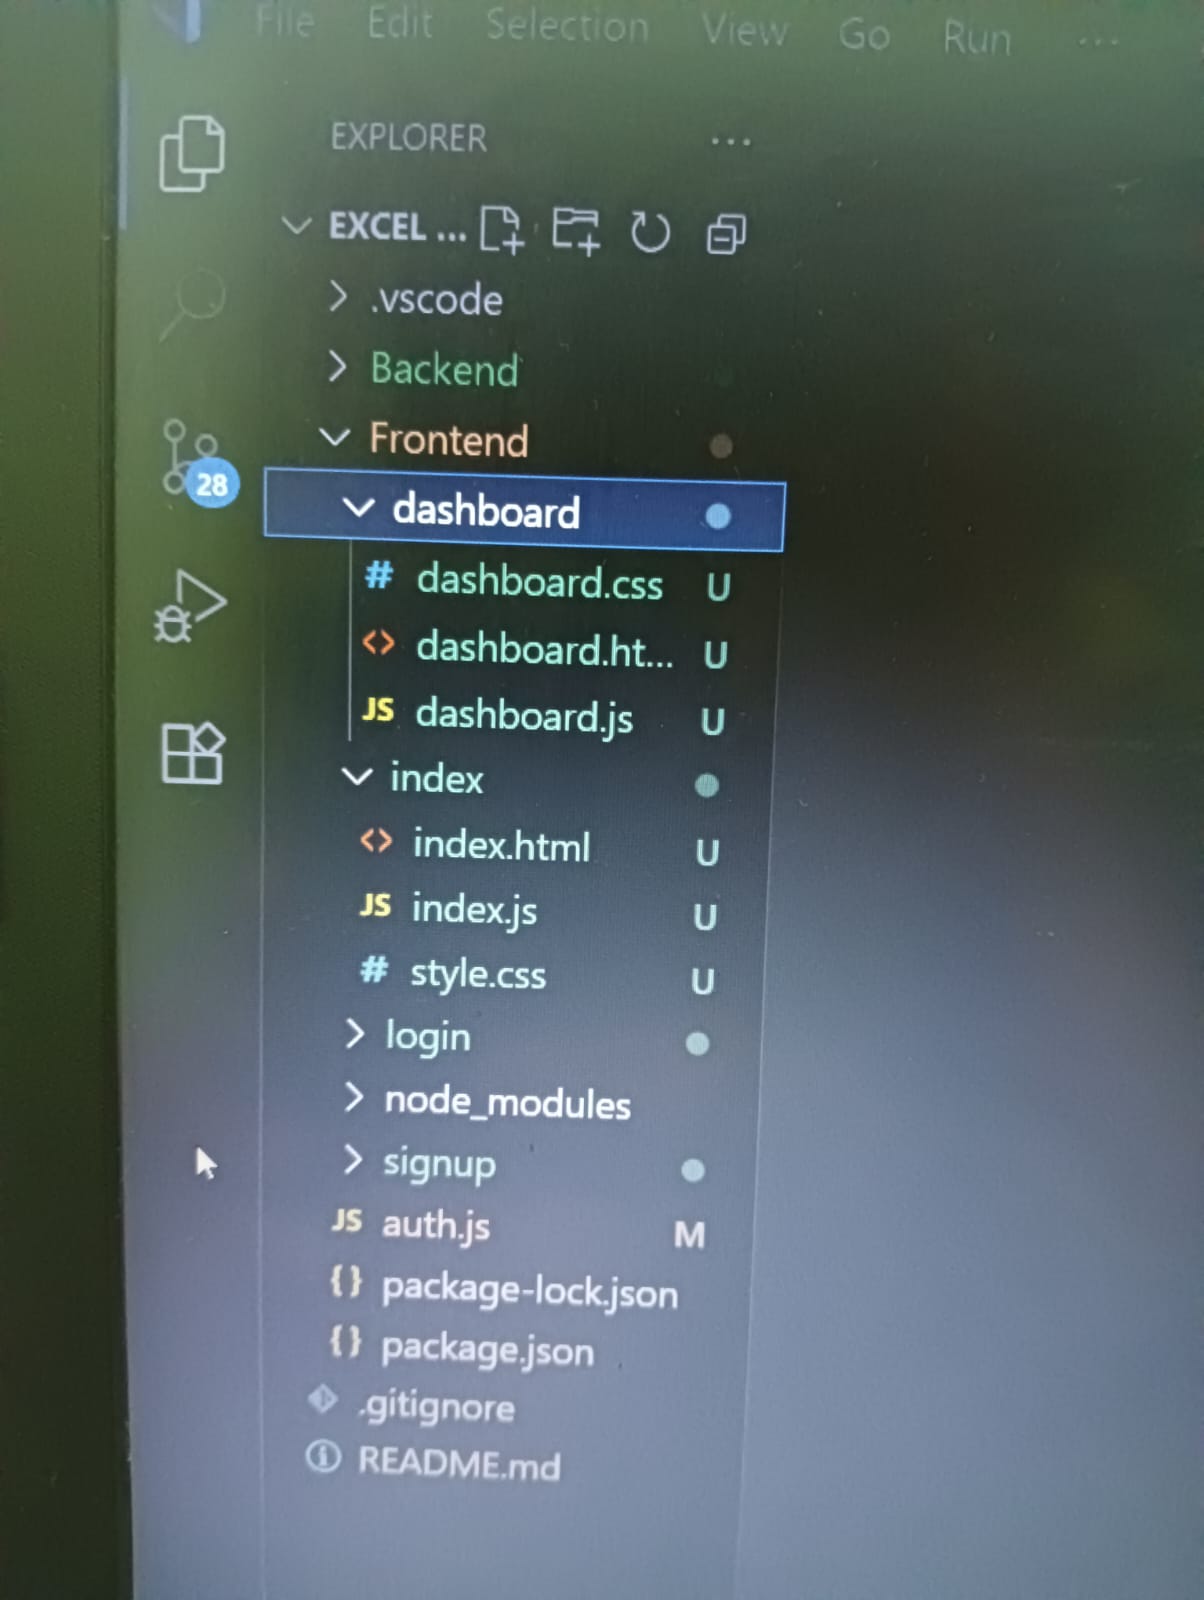 File Edit Selection View Go Run ...
EXPLORER ...
EXCEL ...
.vscode
Backend
Frontend
28
dashboard
# dashboard.css U
<> dashboard.ht... U
JS dashboard.js U
index
<> index.html U
JS index.js U
# style.css U
login
node_modules
signup
JS auth.js M
{} package-lock.json
{} package.json
.gitignore
README.md